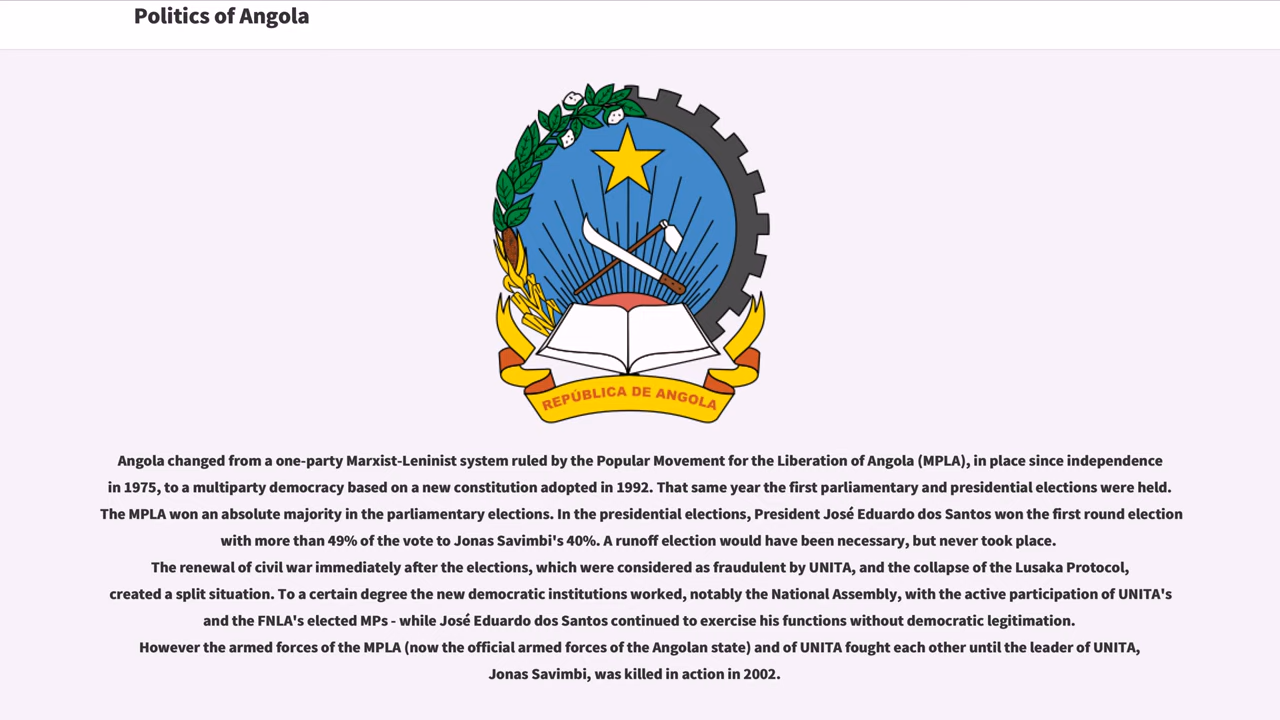 Politics of Angola
REPÚBLICA DE ANGOLA
Angola changed from a one-party Marxist-Leninist system ruled by the Popular Movement for the Liberation of Angola (MPLA), in place since independence
in 1975, to a multiparty democracy based on a new constitution adopted in 1992. That same year the first parliamentary and presidential elections were held.
The MPLA won an absolute majority in the parliamentary elections. In the presidential elections, President José Eduardo dos Santos won the first round election
with more than 49% of the vote to Jonas Savimbi's 40%. A runoff election would have been necessary, but never took place.
The renewal of civil war immediately after the elections, which were considered as fraudulent by UNITA, and the collapse of the Lusaka Protocol,
created a split situation. To a certain degree the new democratic institutions worked, notably the National Assembly, with the active participation of UNITA's
and the FNLA's elected MPs - while José Eduardo dos Santos continued to exercise his functions without democratic legitimation.
However the armed forces of the MPLA (now the official armed forces of the Angolan state) and of UNITA fought each other until the leader of UNITA,
Jonas Savimbi, was killed in action in 2002.